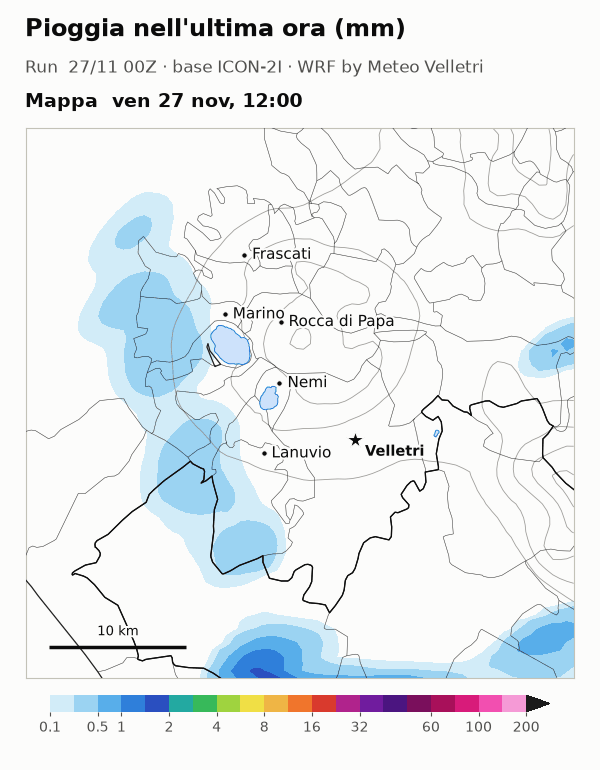 Pioggia nell'ultima ora (mm)
Run  27/11 00Z · base ICON-2I · WRF by Meteo Velletri
Mappa  ven 27 nov, 12:00
Frascati
Marino
Rocca di Papa
Nemi
Velletri
Lanuvio
10 km
0.1 0.5 1 2 4 8 16 32 60 100 200